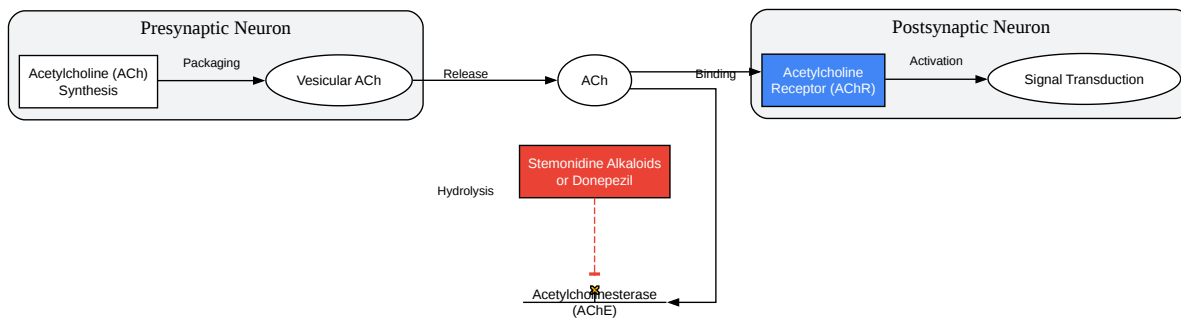 Presynaptic Neuron
Postsynaptic Neuron
Acetylcholine (ACh)
Synthesis
Packaging
Vesicular ACh
Release
ACh
Binding
Acetylcholine
Receptor (AChR)
Activation
Signal Transduction
Stemonidine Alkaloids
or Donepezil
Hydrolysis
Acetylcholinesterase
(AChE)